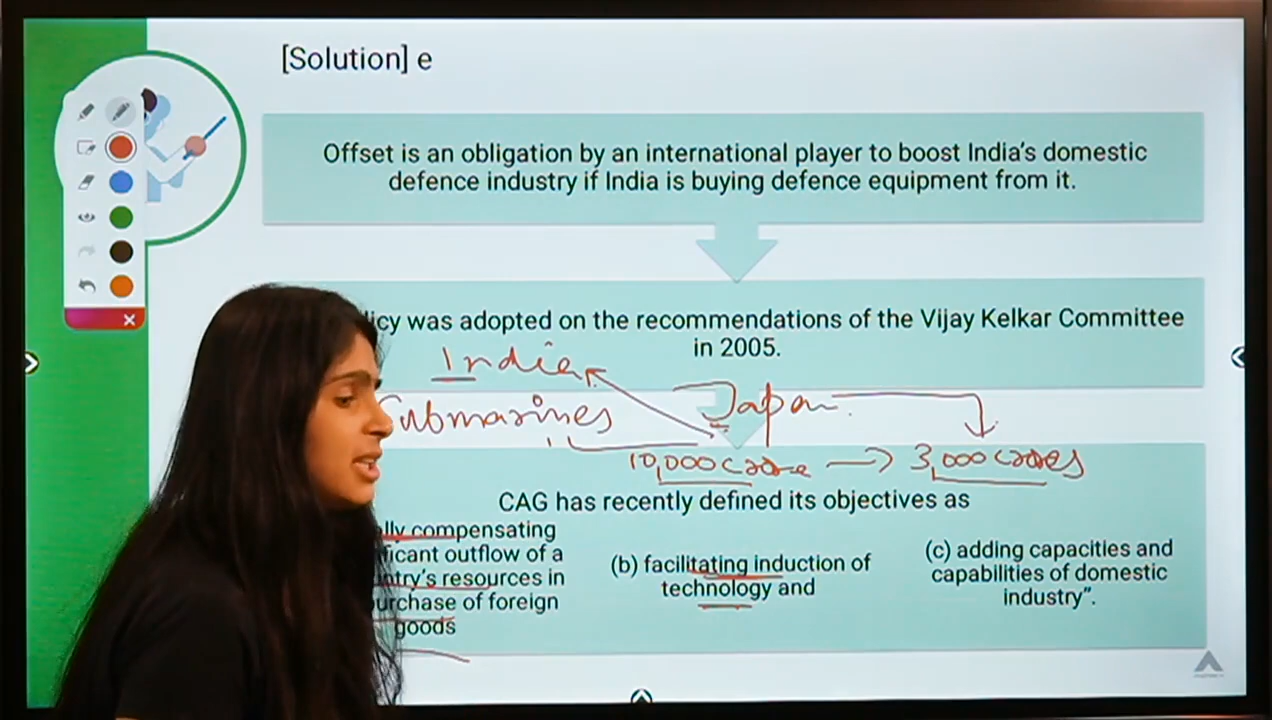 [Solution] e
Offset is an obligation by an international player to boost India's domestic
defence industry if India is buying defence equipment from it.
was adopted on the recommendations of the Vijay Kelkar Committee
in 2005.
India
Submarines Japan
10,000 crore → 3,000 crores
CAG has recently defined its objectives as
compensating
outflow of a
resources in
of foreign
goods
(b) facilitating induction of
technology and
(c) adding capacities and
capabilities of domestic
industry”.